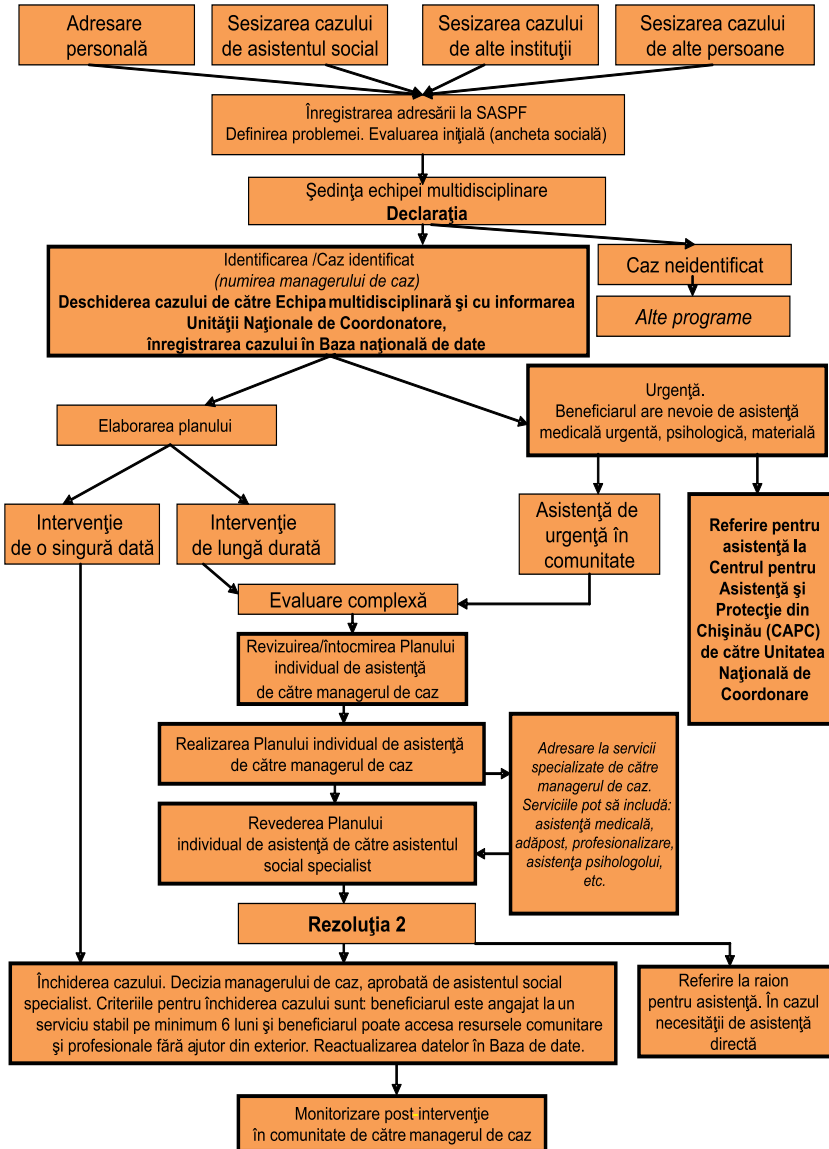 Adresare
personală
Sesizarea cazului
de asistentul social
Sesizarea cazului
de alte instituţii
Sesizarea cazului
de alte persoane
Înregistrarea adresării la SASPF
Definirea problemei. Evaluarea iniţială (ancheta socială)
Şedinţa echipei multidisciplinare
Declaraţia
Identificarea /Caz identificat
(numirea managerului de caz)
Deschiderea cazului de către Echipa multidisciplinară şi cu informarea
Unităţii Naţionale de Coordonatore,
înregistrarea cazului în Baza naţională de date
Caz neidentificat
Alte programe
Elaborarea planului
Urgenţă.
Beneficiarul are nevoie de asistenţă
medicală urgentă, psihologică, materială
Intervenţie
de o singură dată
Intervenţie
de lungă durată
Asistenţă de
urgenţă în
comunitate
Referire pentru
asistenţă la
Centrul pentru
Asistenţă şi
Protecţie din
Chişinău (CAPC)
de către Unitatea
Naţională de
Coordonare
Evaluare complexă
Revizuirea/întocmirea Planului
individual de asistenţă
de către managerul de caz
Realizarea Planului individual de asistenţă
de către managerul de caz
Adresare la servicii
specializate de către
managerul de caz.
Serviciile pot să includă:
asistenţă medicală,
adăpost, profesionalizare,
asistenţa psihologolui,
etc.
Revederea Planului
individual de asistenţă de către asistentul
social specialist
Rezoluţia 2
Închiderea cazului. Decizia managerului de caz, aprobată de asistentul social
specialist. Criteriile pentru închiderea cazului sunt: beneficiarul este angajat la un
serviciu stabil pe minimum 6 luni şi beneficiarul poate accesa resursele comunitare
şi profesionale fără ajutor din exterior. Reactualizarea datelor în Baza de date.
Referire la raion
pentru asistenţă. În cazul
necesităţii de asistenţă
directă
Monitorizare post intervenţie
în comunitate de către managerul de caz